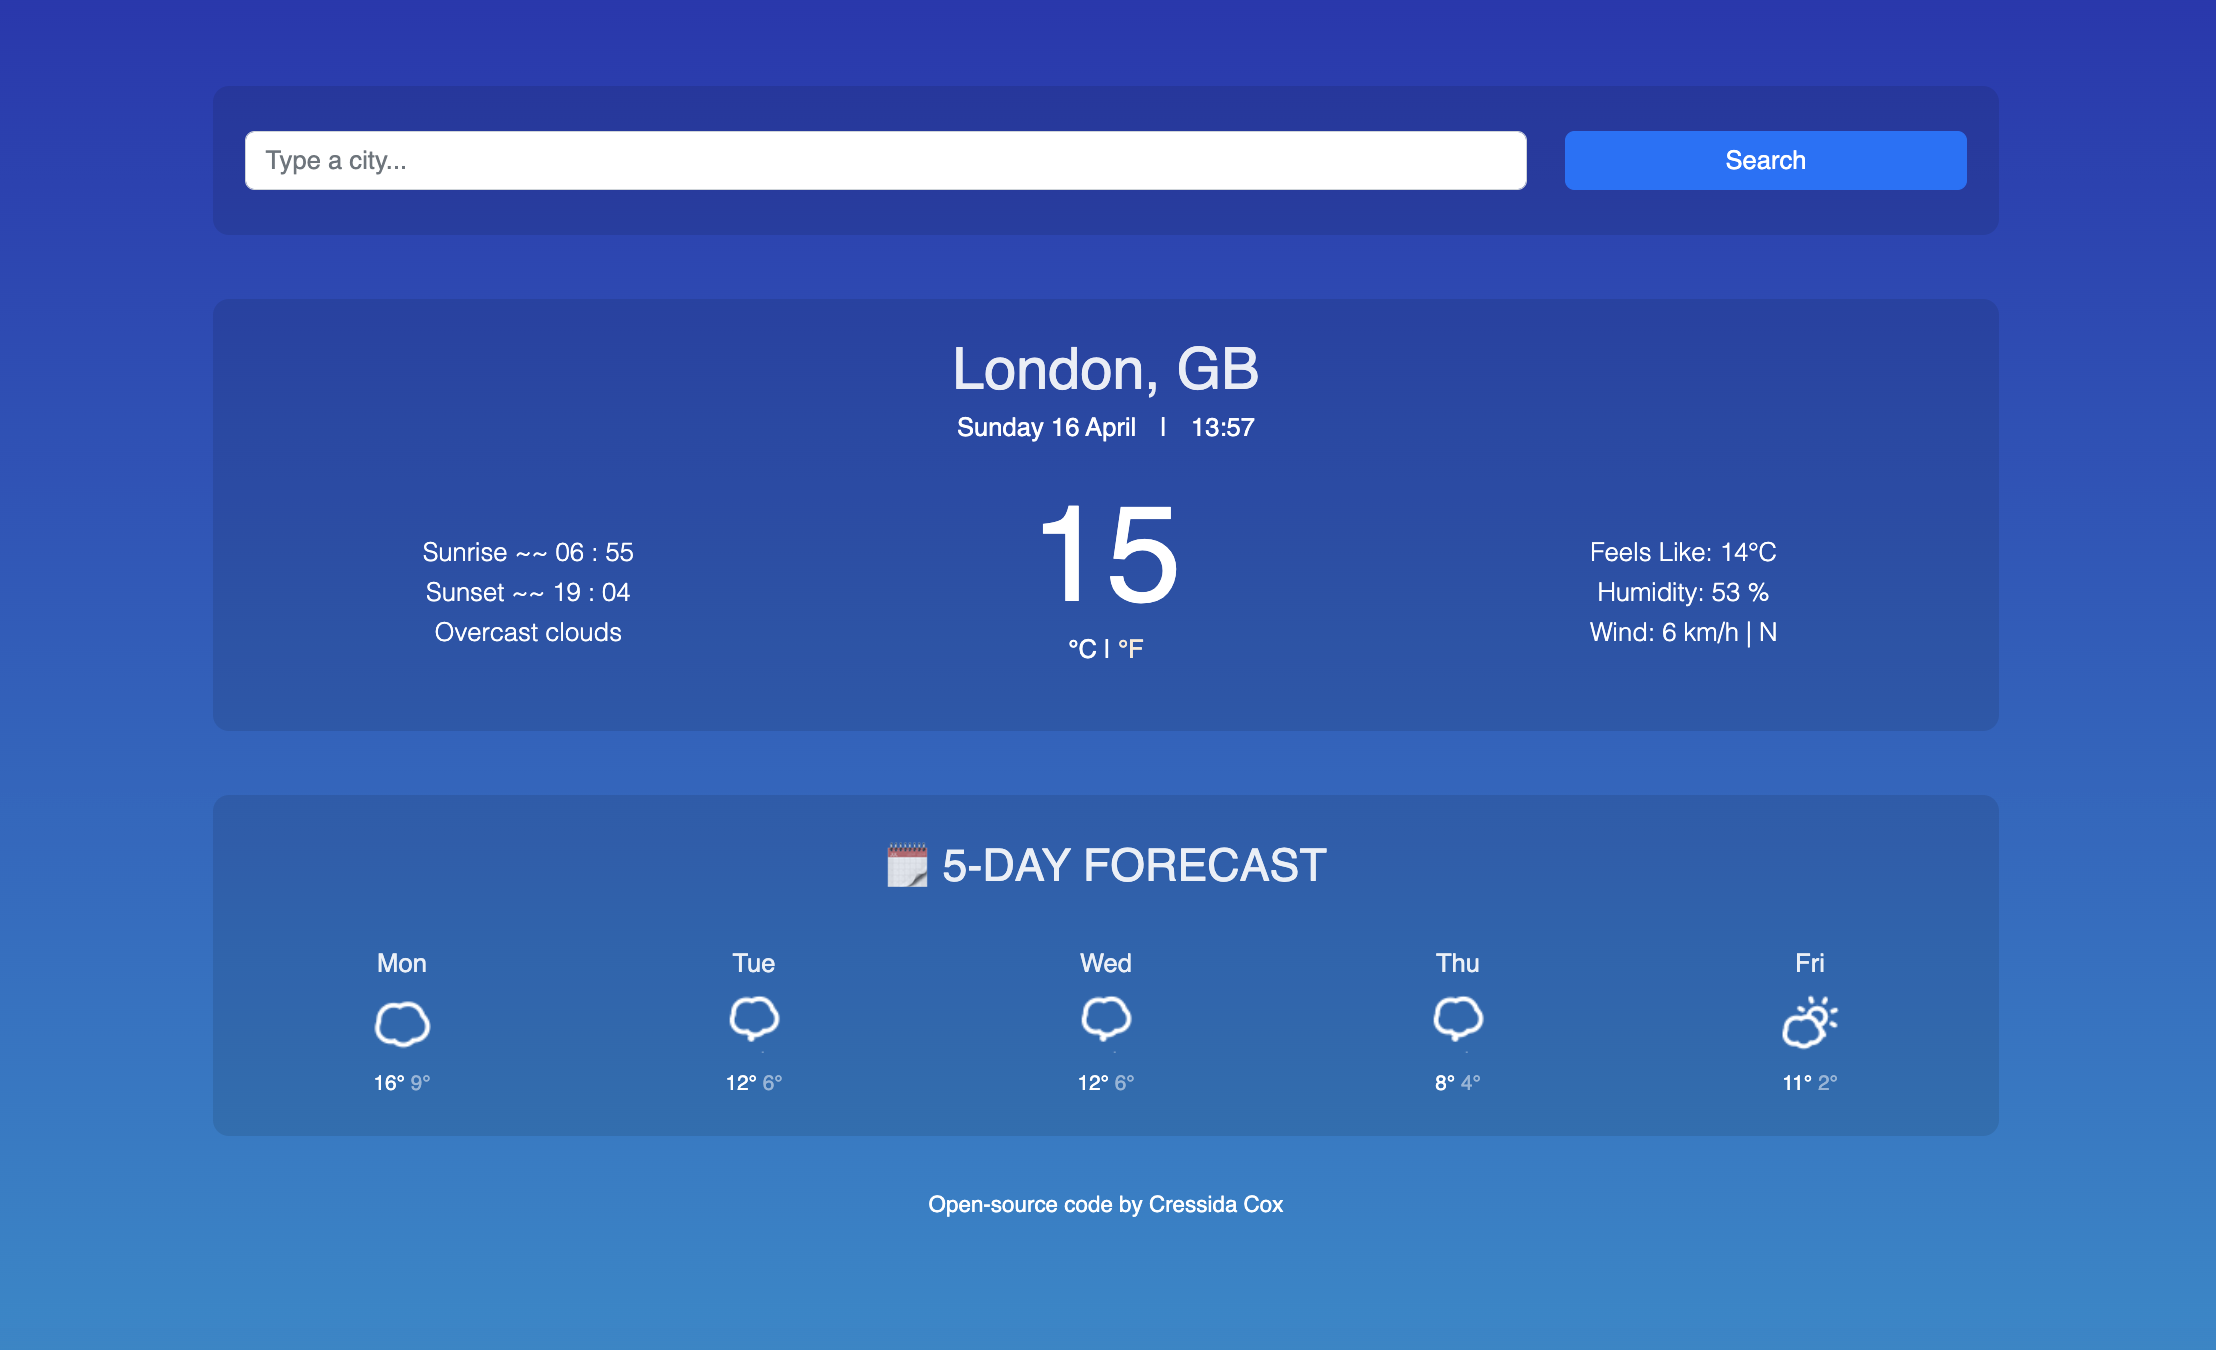 Type a city...
Search
London, GB
Sunday 16 April | 13:57
Sunrise ~~ 06 : 55
Sunset ~~ 19 : 04
Overcast clouds
15
°C | °F
Feels Like: 14°C
Humidity: 53 %
Wind: 6 km/h | N
5-DAY FORECAST
Mon
Tue
Wed
Thu
Fri
16° 9°
12° 6°
12° 6°
8° 4°
11° 2°
Open-source code by Cressida Cox